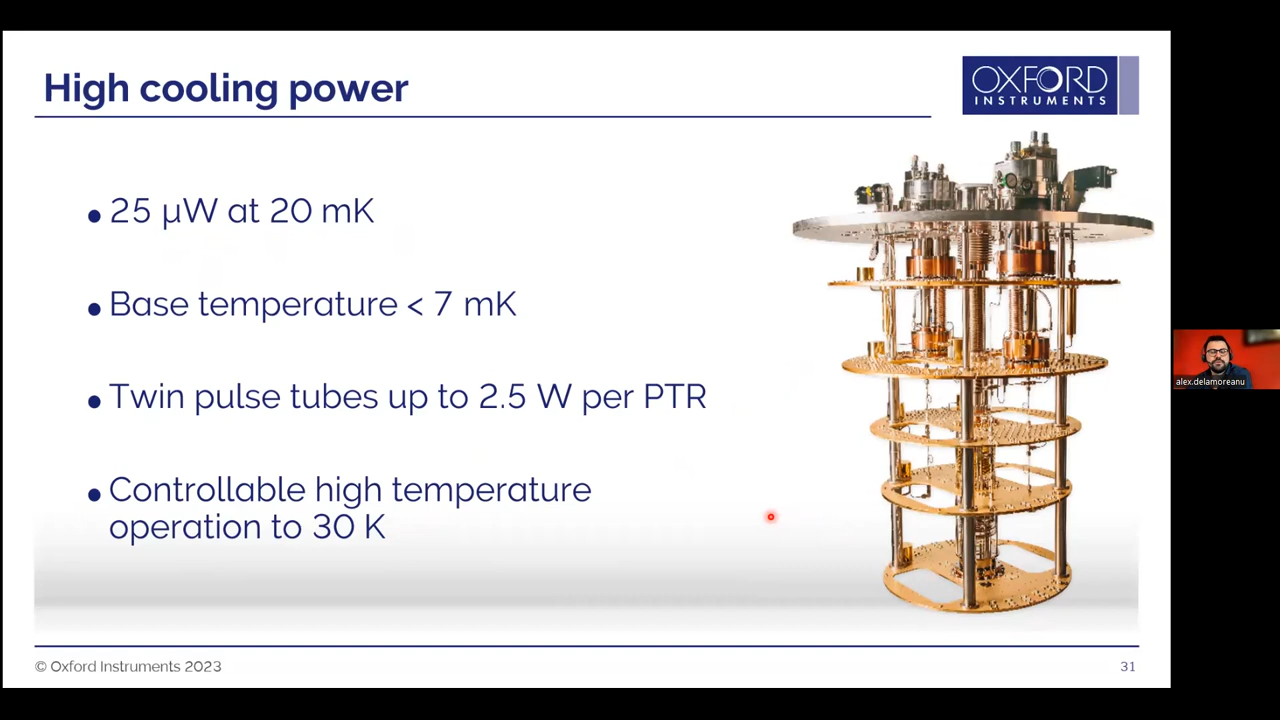 High cooling power
OXFORD
INSTRUMENTS
● 25 µW at 20 mK
● Base temperature < 7 mK
● Twin pulse tubes up to 2.5 W per PTR
● Controllable high temperature
operation to 30 K
alex.delamoreanu
© Oxford Instruments 2023
31